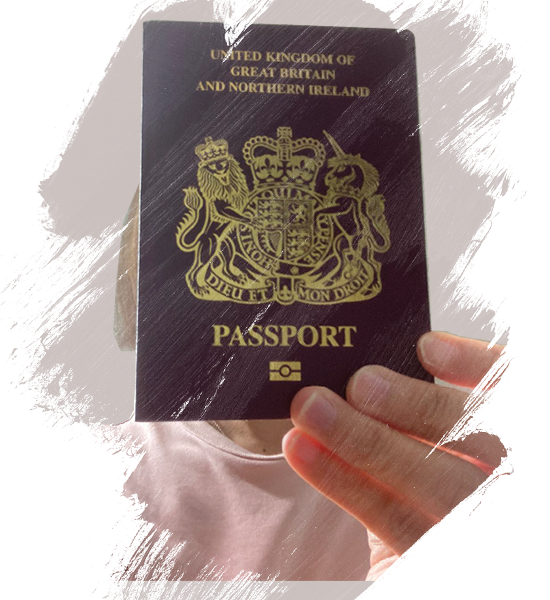 UNITED KINGDOM OF
GREAT BRITAIN
AND NORTHERN IRELAND
DIEU ET MON DROIT
PASSPORT